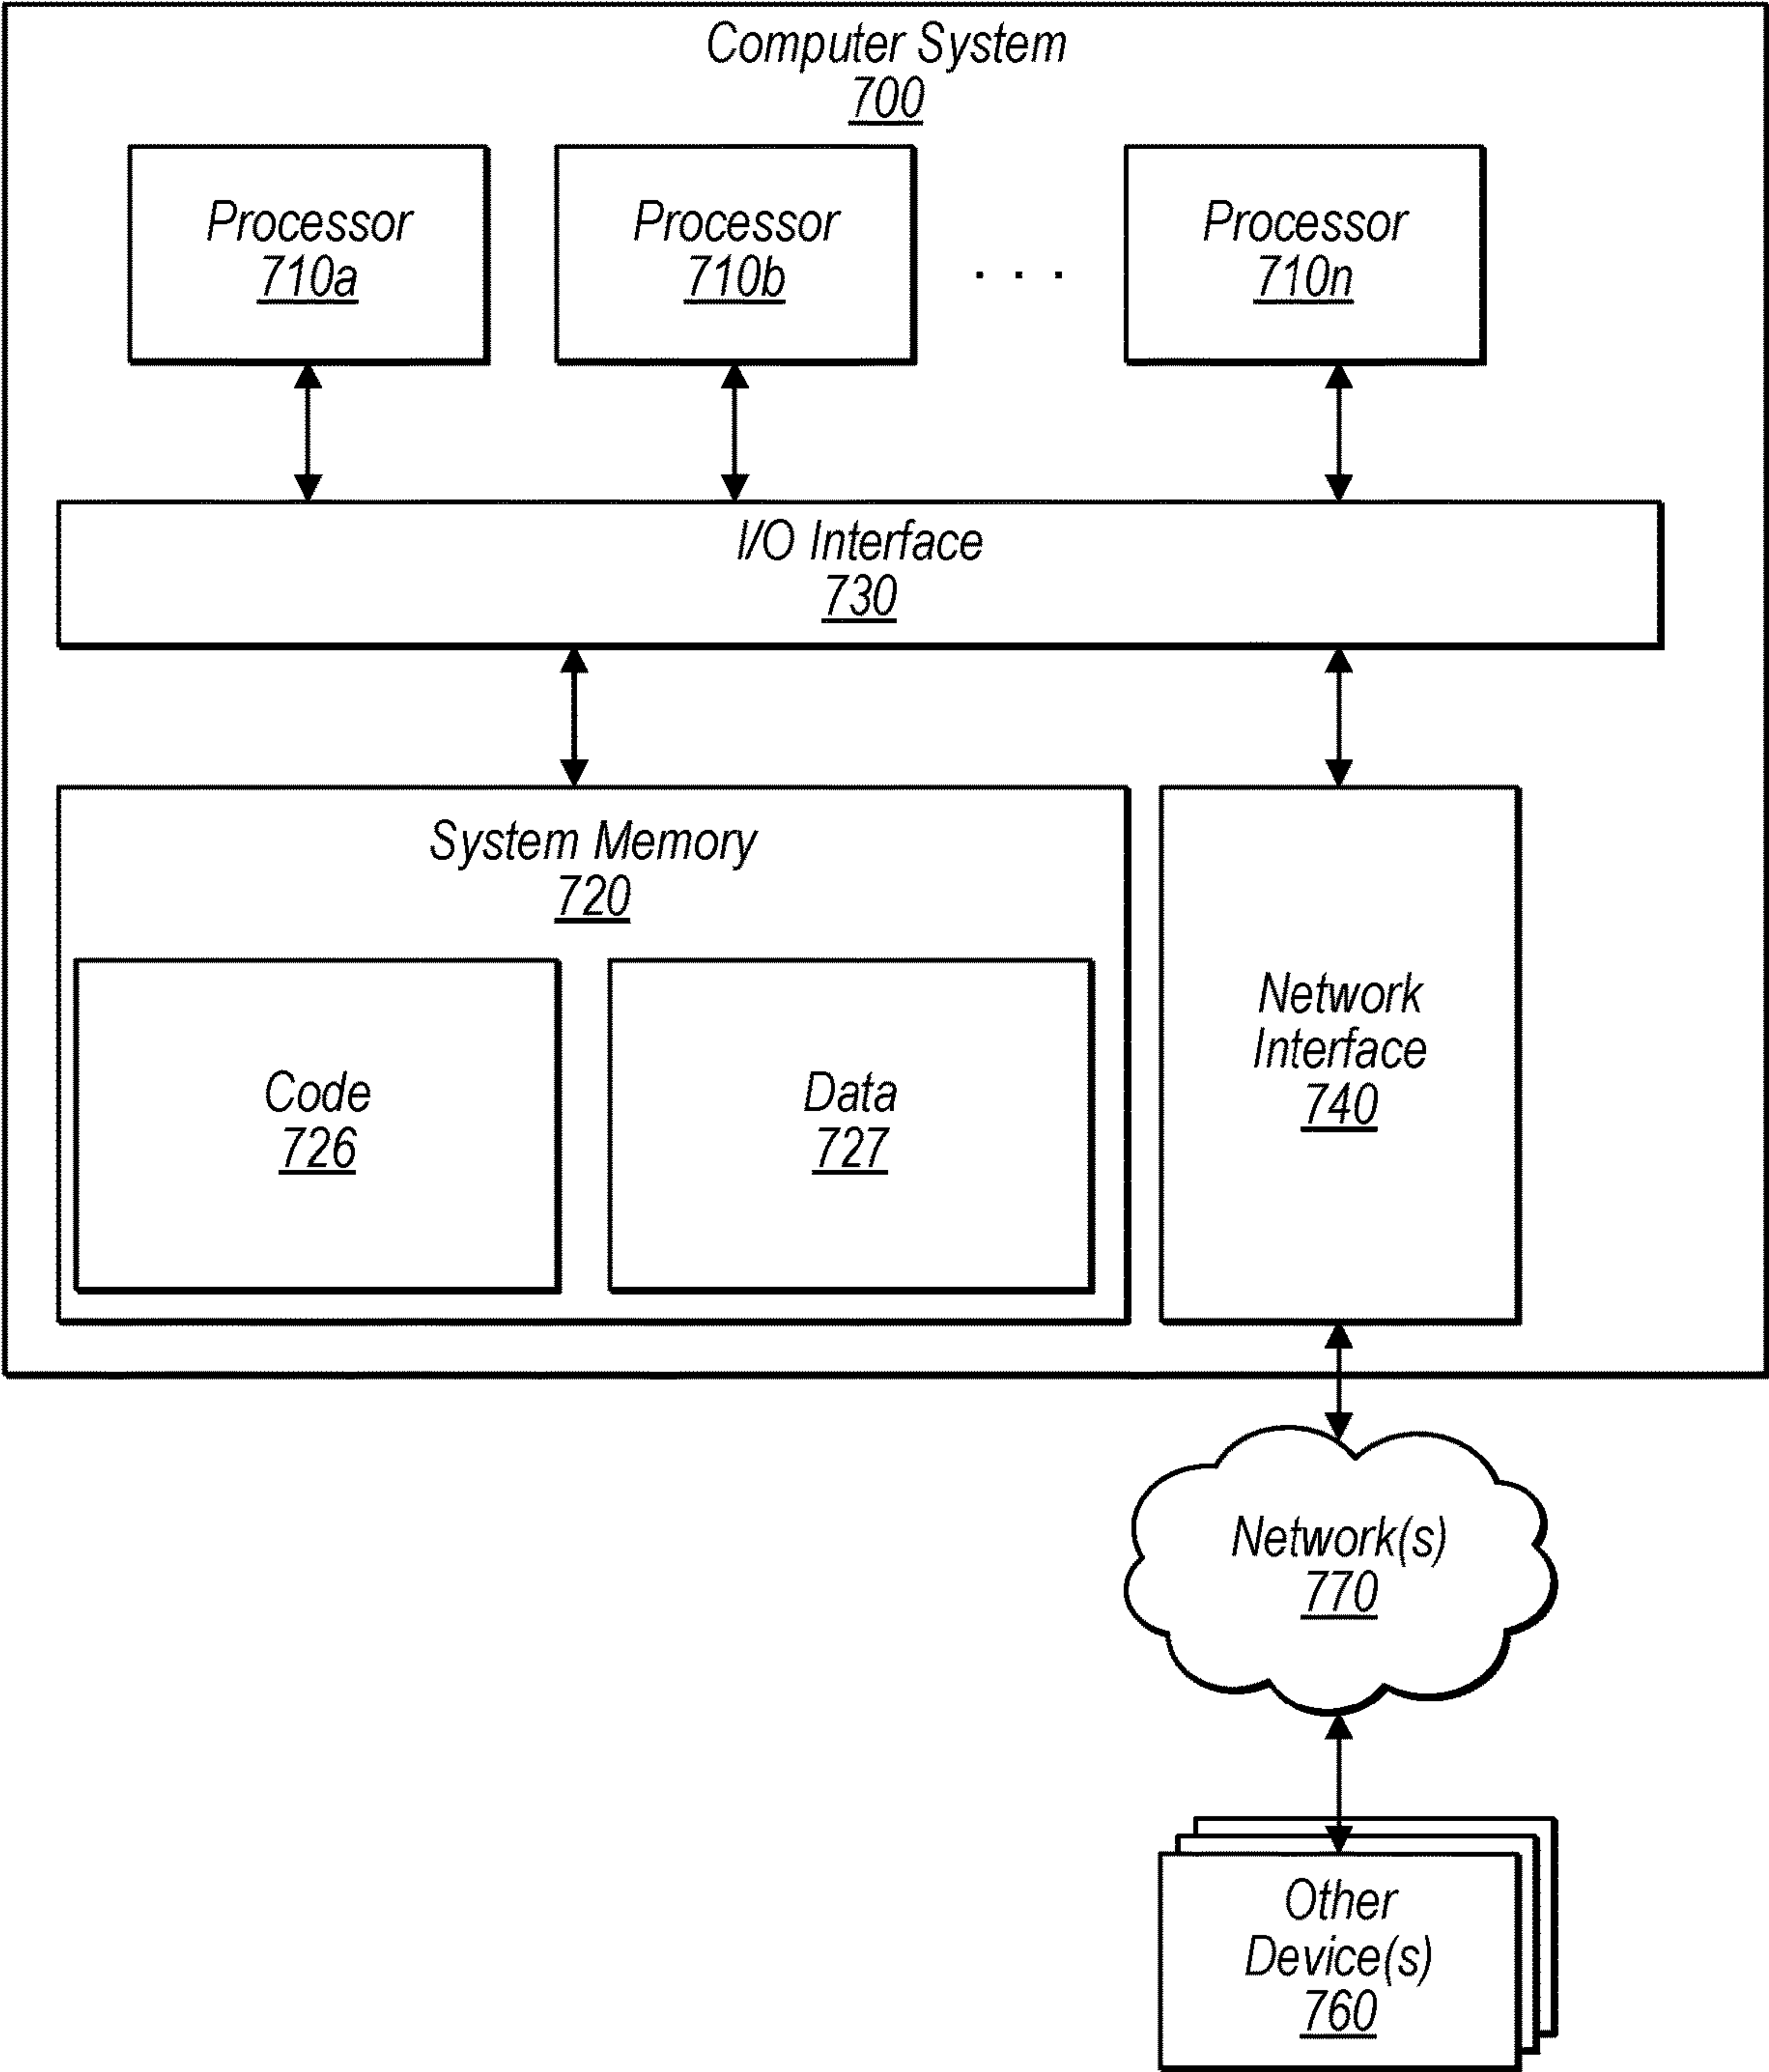 Computer System
700
Processor
710a
Processor
710b
. . .
Processor
710n
I/O Interface
730
System Memory
720
Code
726
Data
727
Network
Interface
740
Network(s)
770
Other
Device(s)
760